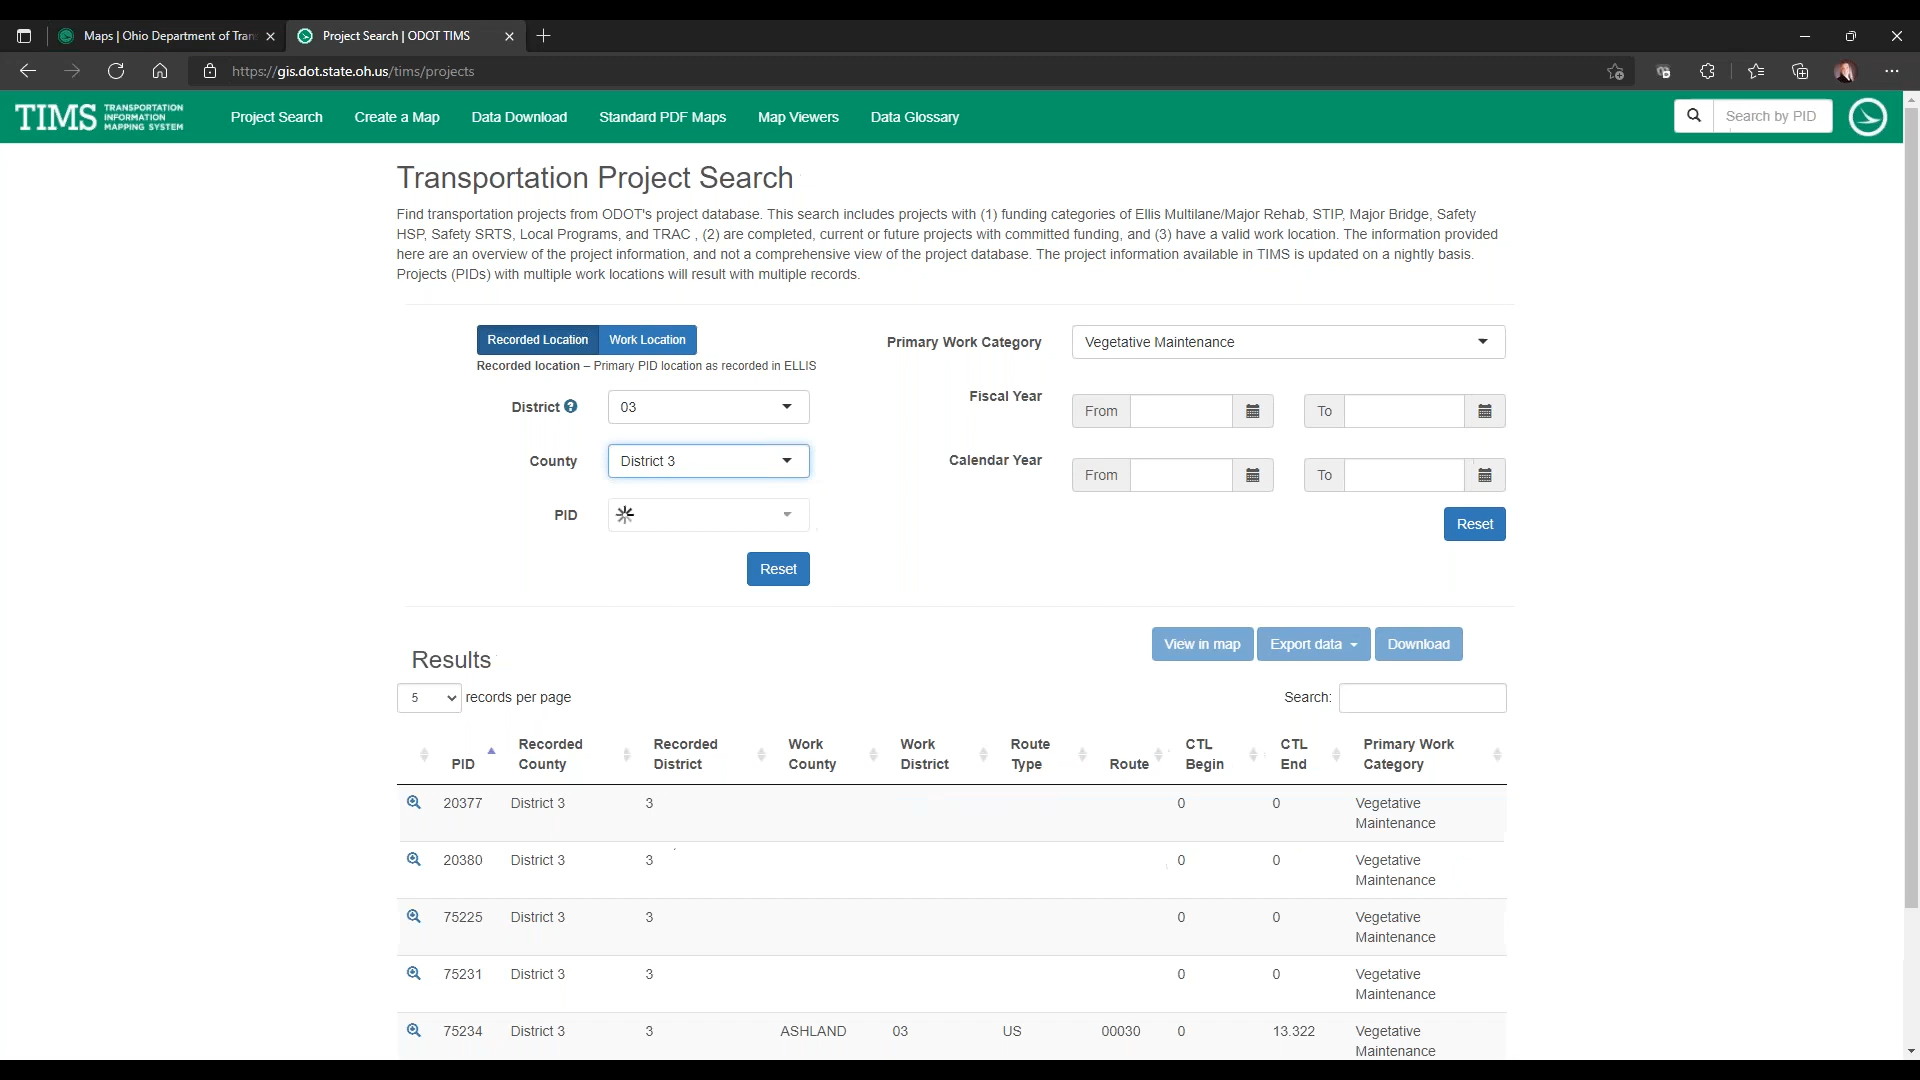 Maps | Ohio Department of Tran
Project Search | ODOT TIMS
https://gis.dot.state.oh.us/tims/projects
TIMS TRANSPORTATION INFORMATION MAPPING SYSTEM
Project Search
Create a Map
Data Download
Standard PDF Maps
Map Viewers
Data Glossary
Search by PID
Transportation Project Search
Find transportation projects from ODOT's project database. This search includes projects with (1) funding categories of Ellis Multilane/Major Rehab, STIP, Major Bridge, Safety
HSP, Safety SRTS, Local Programs, and TRAC , (2) are completed, current or future projects with committed funding, and (3) have a valid work location. The information provided
here are an overview of the project information, and not a comprehensive view of the project database. The project information available in TIMS is updated on a nightly basis.
Projects (PIDs) with multiple work locations will result with multiple records.
Recorded Location
Work Location
Recorded location – Primary PID location as recorded in ELLIS
District ? 03
County District 3
PID
Reset
Primary Work Category Vegetative Maintenance
Fiscal Year From To
Calendar Year From To
Reset
Results
View in map
Export data
Download
5 records per page
Search:
PID Recorded County Recorded District Work County Work District Route Type Route CTL Begin CTL End Primary Work Category
20377 District 3 3 0 0 Vegetative Maintenance
20380 District 3 3 0 0 Vegetative Maintenance
75225 District 3 3 0 0 Vegetative Maintenance
75231 District 3 3 0 0 Vegetative Maintenance
75234 District 3 3 ASHLAND 03 US 00030 0 13.322 Vegetative Maintenance